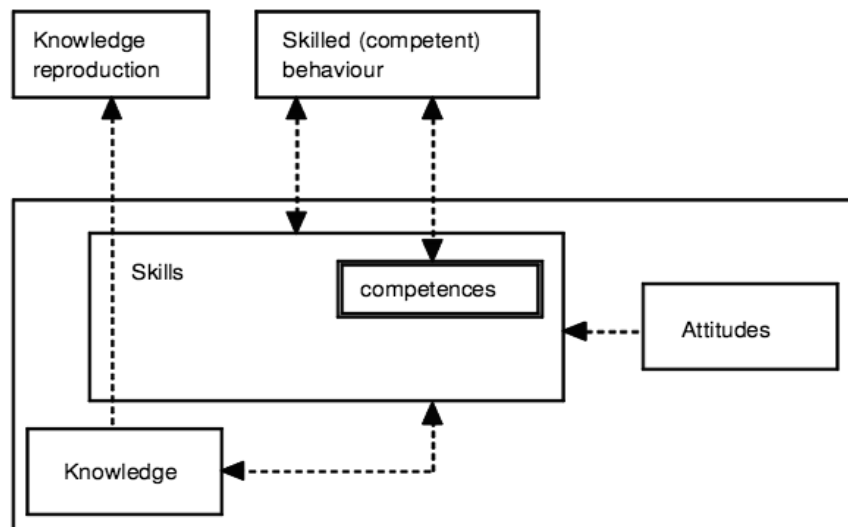 Knowledge
reproduction
Skilled (competent)
behaviour
Skills
competences
Attitudes
Knowledge